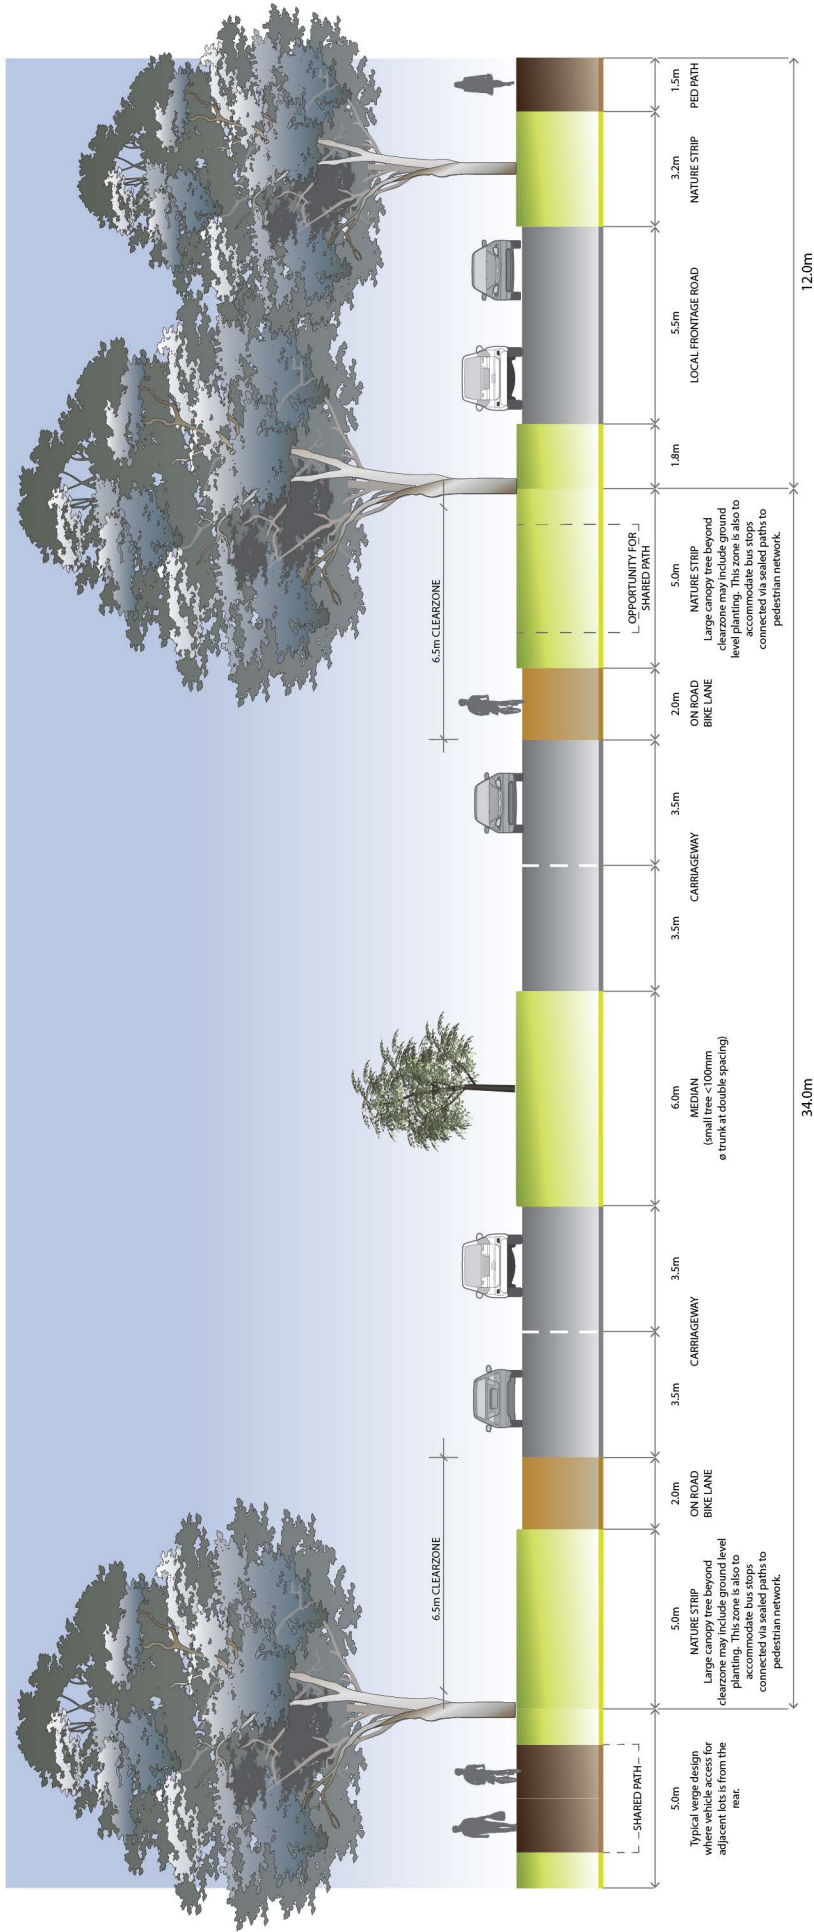 6.5m CLEARZONE
6.5m CLEARZONE
SHARED PATH
OPPORTUNITY FOR
SHARED PATH
5.0m
Typical verge design
where vehicle access for
adjacent lots is from the
rear.
5.0m
NATURE STRIP
Large canopy tree beyond
clearzone may include ground level
planting. This zone is also to
accommodate bus stops
connected via sealed paths to
pedestrian network.
2.0m
ON ROAD
BIKE LANE
3.5m
CARRIAGEWAY
3.5m
6.0m
MEDIAN
(small tree <100mm
ø trunk at double spacing)
3.5m
CARRIAGEWAY
3.5m
2.0m
ON ROAD
BIKE LANE
5.0m
NATURE STRIP
Large canopy tree beyond
clearzone may include ground
level planting. This zone is also to
accommodate bus stops
connected via sealed paths to
pedestrian network.
1.8m
5.5m
LOCAL FRONTAGE ROAD
3.2m
NATURE STRIP
1.5m
PED PATH
34.0m
12.0m